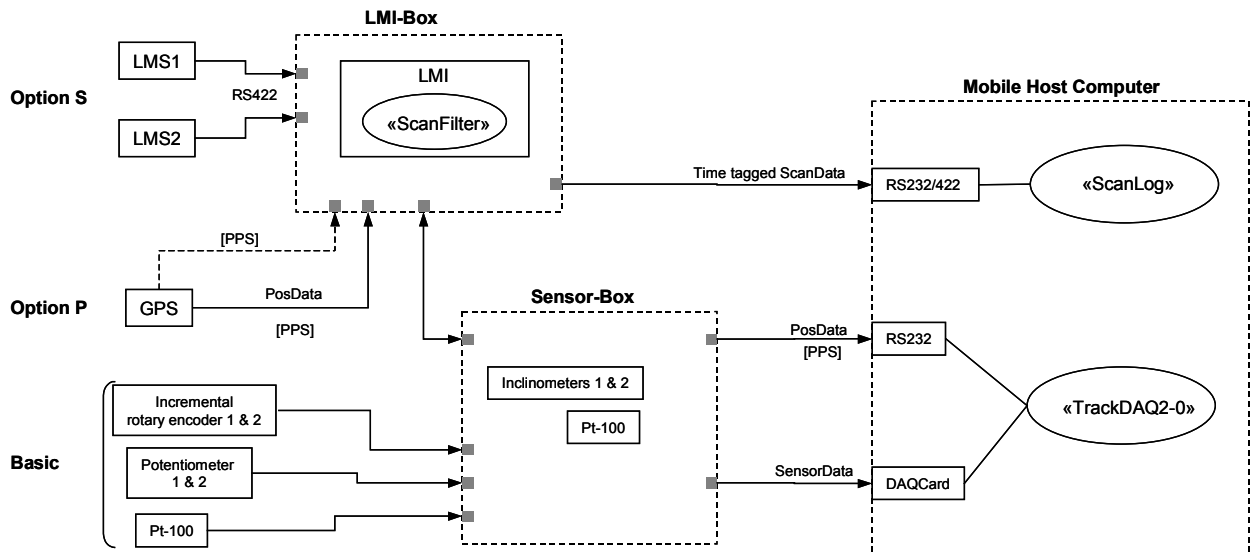 LMI-Box
LMS1
LMI
Mobile Host Computer
Option S
RS422
«ScanFilter»
LMS2
Time tagged ScanData
RS232/422
«ScanLog»
[PPS]
Option P
GPS
PosData
[PPS]
Sensor-Box
PosData
[PPS]
RS232
Inclinometers 1 & 2
Incremental
rotary encoder 1 & 2
Pt-100
«TrackDAQ2-0»
Basic
Potentiometer
1 & 2
SensorData
DAQCard
Pt-100